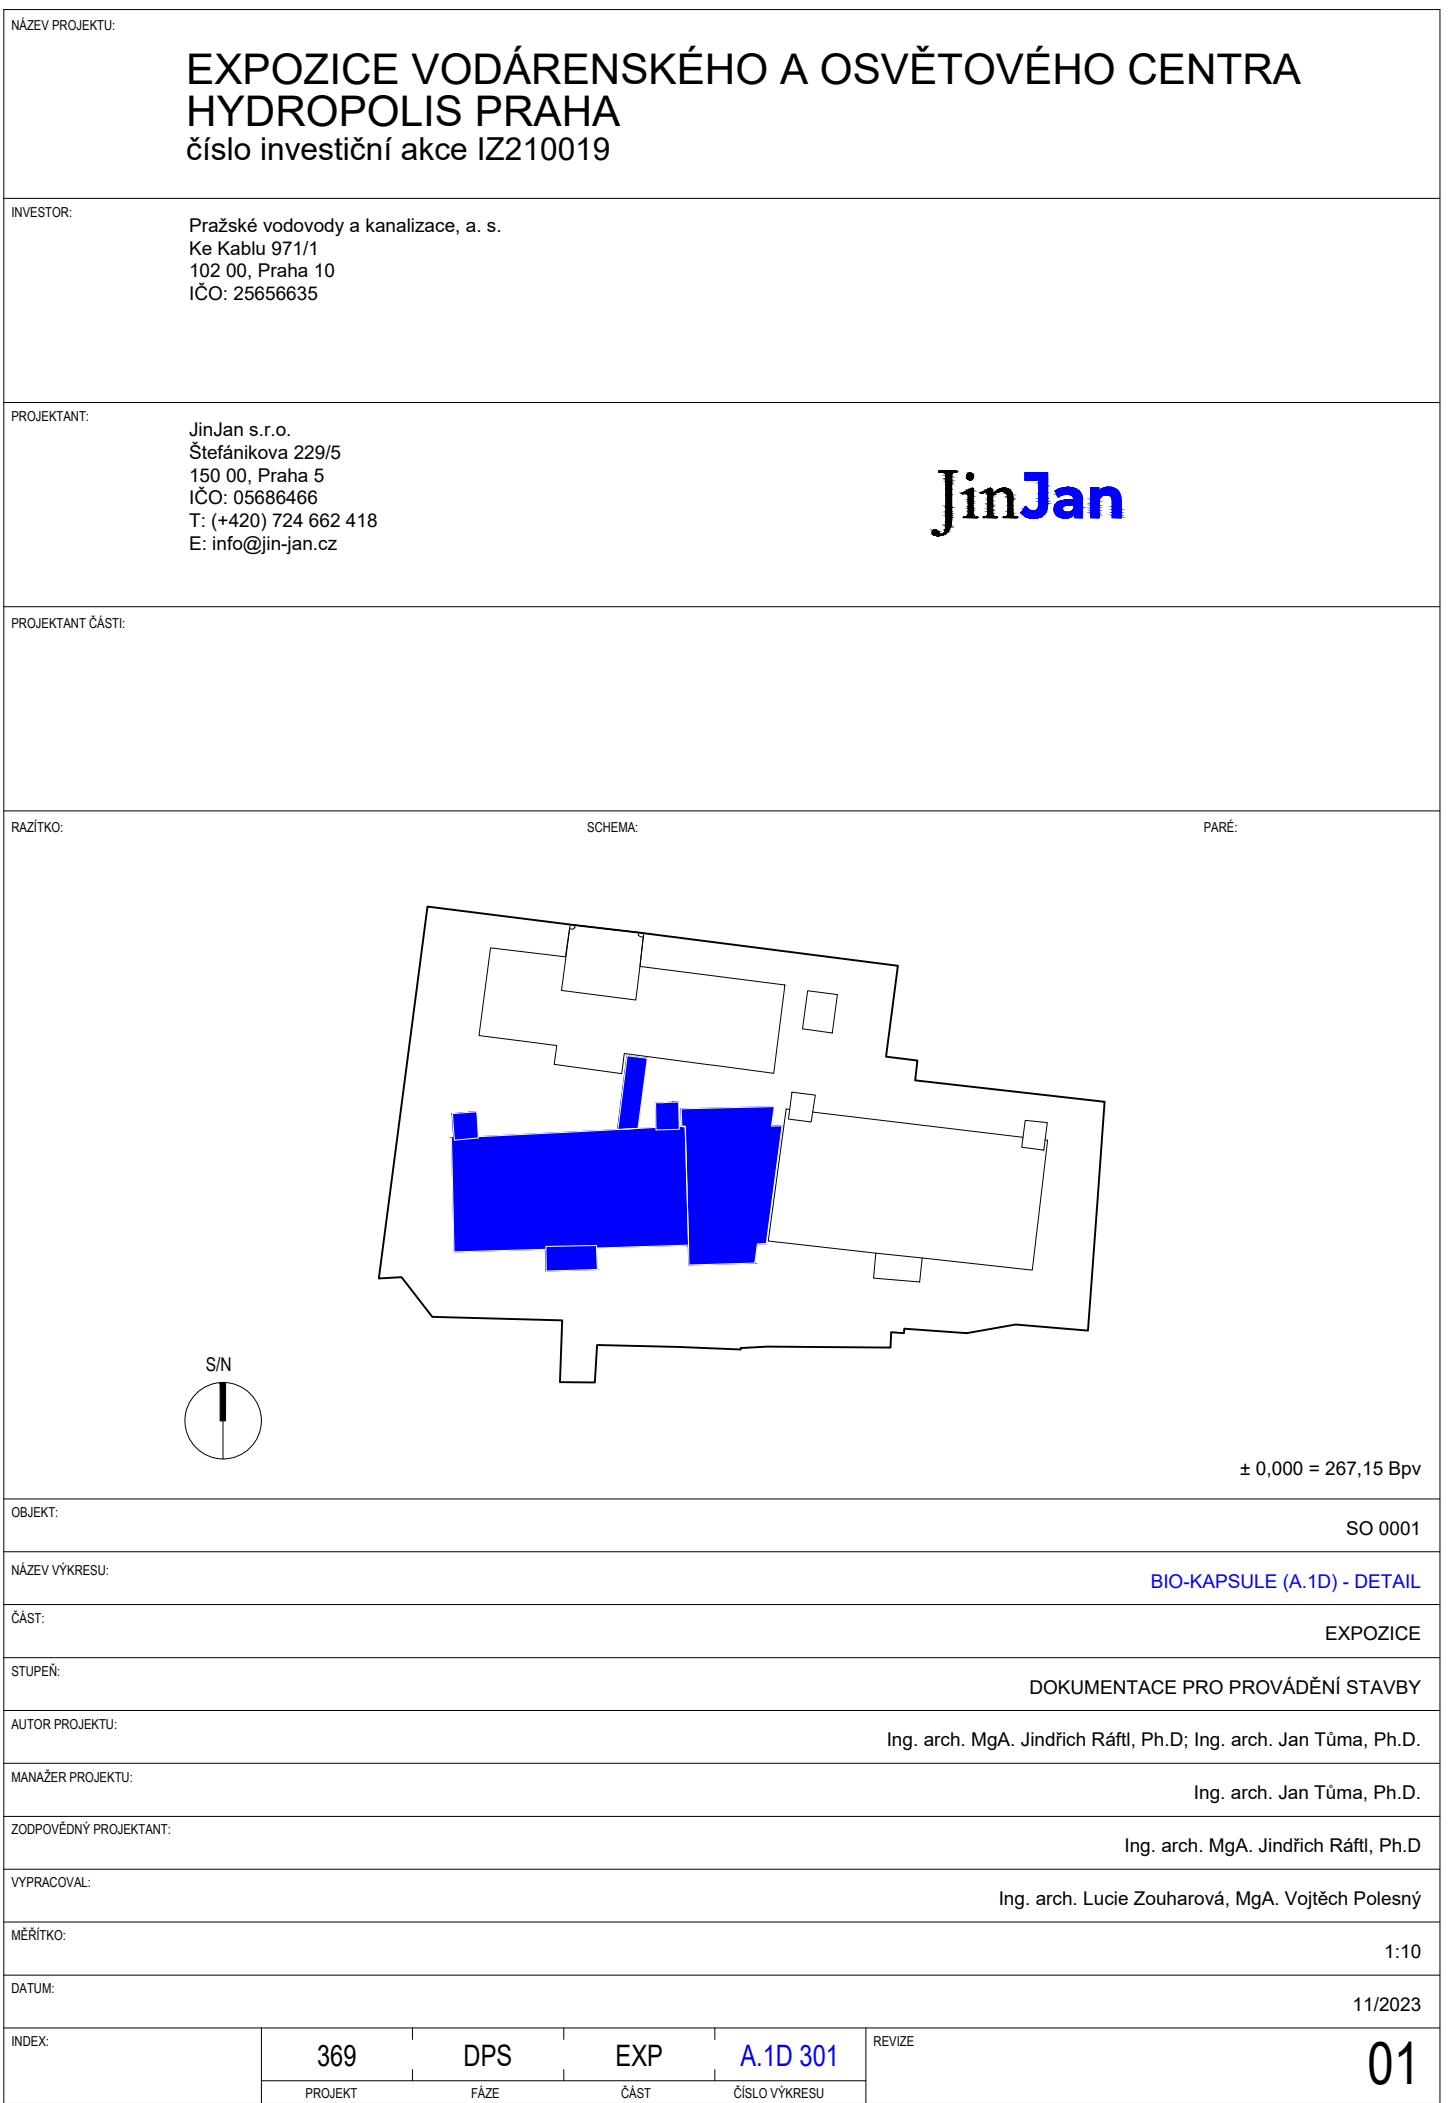 NÁZEV PROJEKTU:
EXPOZICE VODÁRENSKÉHO A OSVĚTOVÉHO CENTRA
HYDROPOLIS PRAHA
číslo investiční akce IZ210019
INVESTOR:
Pražské vodovody a kanalizace, a. s.
Ke Kablu 971/1
102 00, Praha 10
IČO: 25656635
PROJEKTANT:
JinJan s.r.o.
Štefánikova 229/5
150 00, Praha 5
IČO: 05686466
T: (+420) 724 662 418
E: info@jin-jan.cz
JinJan
PROJEKTANT ČÁSTI:
RAZÍTKO:
SCHEMA:
PARÉ:
S/N
± 0,000 = 267,15 Bpv
OBJEKT:
SO 0001
NÁZEV VÝKRESU:
BIO-KAPSULE (A.1D) - DETAIL
ČÁST:
EXPOZICE
STUPEŇ:
DOKUMENTACE PRO PROVÁDĚNÍ STAVBY
AUTOR PROJEKTU:
Ing. arch. MgA. Jindřich Ráftl, Ph.D; Ing. arch. Jan Tůma, Ph.D.
MANAŽER PROJEKTU:
Ing. arch. Jan Tůma, Ph.D.
ZODPOVĚDNÝ PROJEKTANT:
Ing. arch. MgA. Jindřich Ráftl, Ph.D
VYPRACOVAL:
Ing. arch. Lucie Zouharová, MgA. Vojtěch Polesný
MĚŘÍTKO:
1:10
DATUM:
11/2023
INDEX:
369
DPS
EXP
A.1D 301
REVIZE
01
PROJEKT
FÁZE
ČÁST
ČÍSLO VÝKRESU